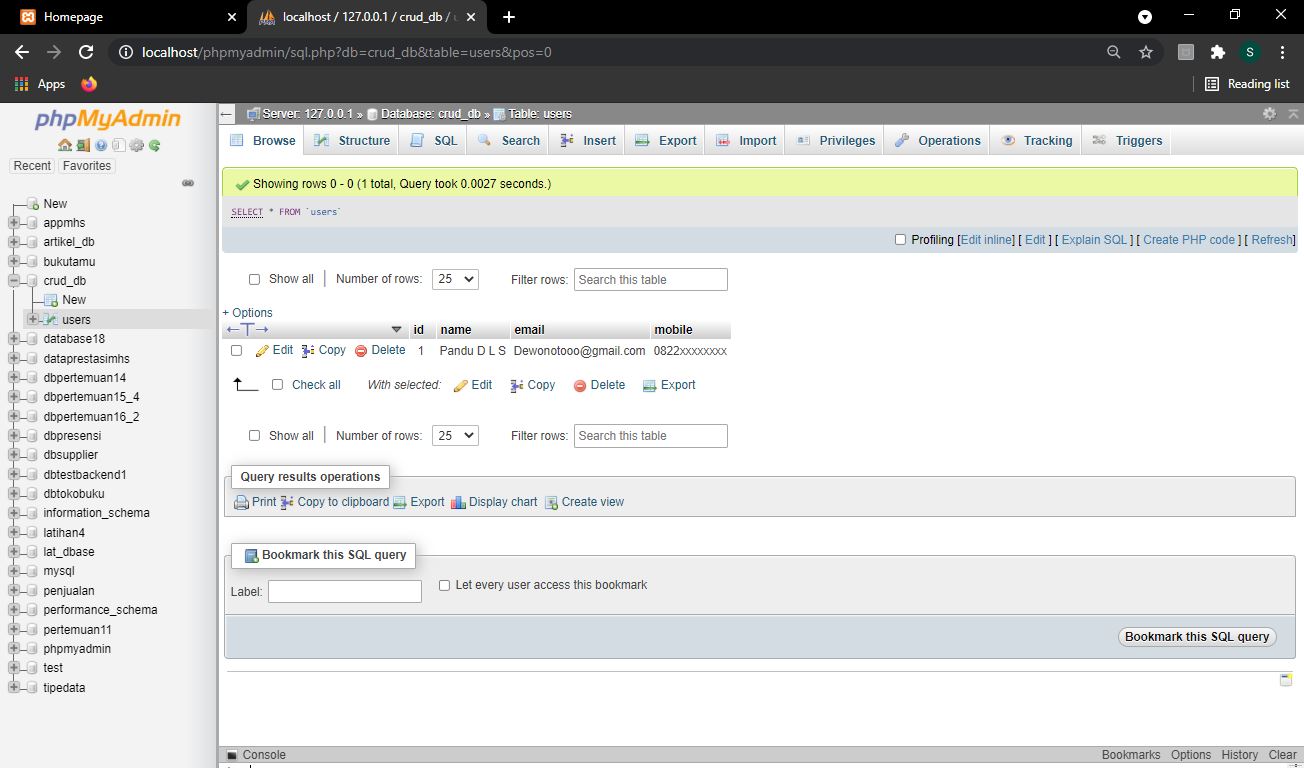 Homepage
localhost / 127.0.0.1 / crud_db / u
localhost/phpmyadmin/sql.php?db=crud_db&table=users&pos=0
S
Apps
Reading list
phpMyAdmin
Recent Favorites
New
appmhs
artikel_db
bukutamu
crud_db
New
users
database18
dataprestasimhs
dbpertemuan14
dbpertemuan15_4
dbpertemuan16_2
dbpresensi
dbsupplier
dbtestbackend1
dbtokobuku
information_schema
latihan4
lat_dbase
mysql
penjualan
performance_schema
pertemuan11
phpmyadmin
test
tipedata
Server: 127.0.0.1 » Database: crud_db » Table: users
Browse Structure SQL Search Insert Export Import Privileges Operations Tracking Triggers
Showing rows 0 - 0 (1 total, Query took 0.0027 seconds.)
SELECT * FROM `users`
Profiling [Edit inline] [ Edit ] [ Explain SQL ] [ Create PHP code ] [ Refresh]
Show all | Number of rows: 25 Filter rows: Search this table
+ Options
←T→ id name email mobile
Edit Copy Delete 1 Pandu D L S Dewonotooo@gmail.com 0822xxxxxxxx
Check all With selected: Edit Copy Delete Export
Show all | Number of rows: 25 Filter rows: Search this table
Query results operations
Print Copy to clipboard Export Display chart Create view
Bookmark this SQL query
Label: Let every user access this bookmark
Bookmark this SQL query
Console Bookmarks Options History Clear